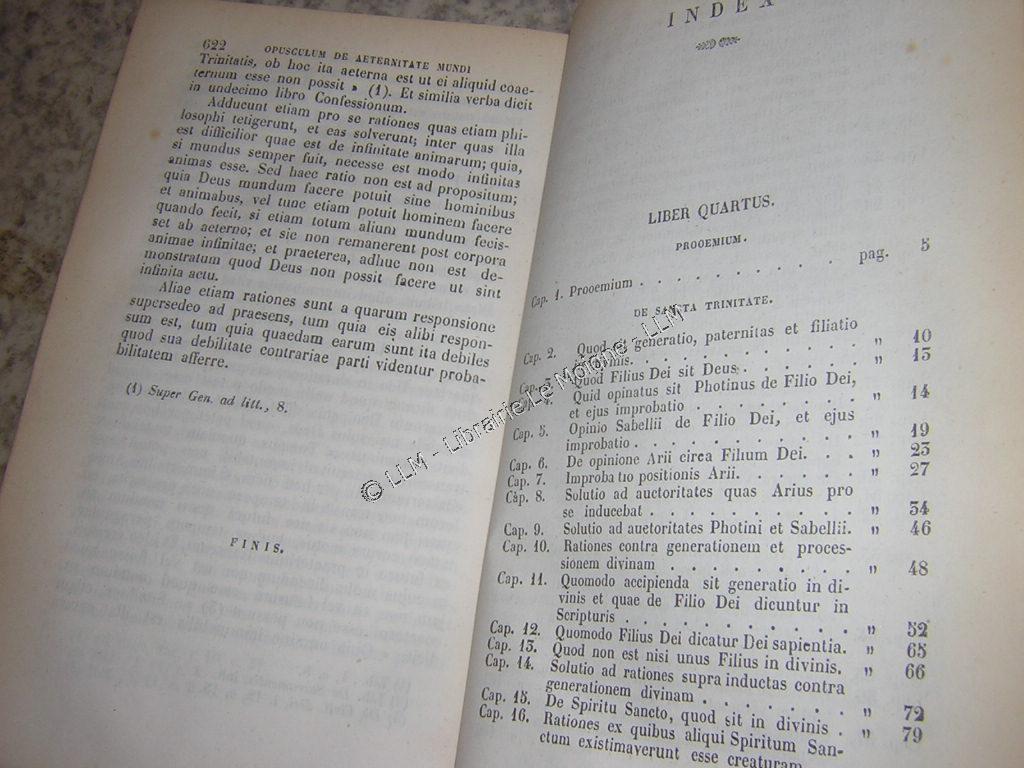 622 OPUSCULUM DE AETERNITATE MUNDI
Trinitatis, ob hoc ita aeterna est ut ei aliquid coae-
ternum esse non possit » (1). Et similia verba dicit
in undecimo libro Confessionum.
Adducunt etiam pro se rationes quas etiam phi-
losophi tetigerunt, et eas solverunt; inter quas illa
est difficilior quae est de infinitate animarum; quia,
si mundus semper fuit, necesse est modo infinitas
animas esse. Sed haec ratio non est ad propositum;
quia Deus mundum facere potuit sine hominibus
et animabus, vel tunc etiam potuit hominem facere
quando fecit, si etiam totum alium mundum fecis-
set ab aeterno; et sic non remanerent post corpora
animae infinitae; et praeterea, adhuc non est de-
monstratum quod Deus non possit facere ut sint
infinita actu.
Aliae etiam rationes sunt a quarum responsione
supersedeo ad praesens, tum quia eis alibi respon-
sum est, tum quia quaedam earum sunt ita debiles
quod sua debilitate contrariae parti videntur proba-
bilitatem afferre.
(1) Super Gen. ad litt., 8.
FINIS.
INDEX
LIBER QUARTUS.
PROOEMIUM.
Cap. 1. Prooemium . . . . . . . . pag. 5
DE SANCTA TRINITATE.
Cap. 2. Quod sit generatio, paternitas et filiatio
in divinis. . . . . . . . . . . „ 10
Cap. 3. Quod Filius Dei sit Deus. . . . . . „ 13
4. Quid opinatus sit Photinus de Filio Dei,
et ejus improbatio . . . . . . . „ 14
Cap. 5. Opinio Sabellii de Filio Dei, et ejus
improbatio . . . . . . . . . . „ 19
Cap. 6. De opinione Arii circa Filium Dei. . . „ 23
Cap. 7. Improbatio positionis Arii. . . . . . „ 27
Cap. 8. Solutio ad auctoritates quas Arius pro
se inducebat . . . . . . . . . „ 34
Cap. 9. Solutio ad auctoritates Photini et Sabellii. „ 46
Cap. 10. Rationes contra generationem et proces-
sionem divinam . . . . . . . . „ 48
Cap. 11. Quomodo accipienda sit generatio in di-
vinis et quae de Filio Dei dicuntur in
Scripturis . . . . . . . . . . „ 52
Cap. 12. Quomodo Filius Dei dicatur Dei sapientia. „ 65
Cap. 13. Quod non est nisi unus Filius in divinis. „ 66
Cap. 14. Solutio ad rationes supra inductas contra
generationem divinam . . . . . . . „ 72
Cap. 15. De Spiritu Sancto, quod sit in divinis . „ 79
Cap. 16. Rationes ex quibus aliqui Spiritum San-
ctum existimaverunt esse creaturam
© LLM - Librairie Le Moigne - LLM